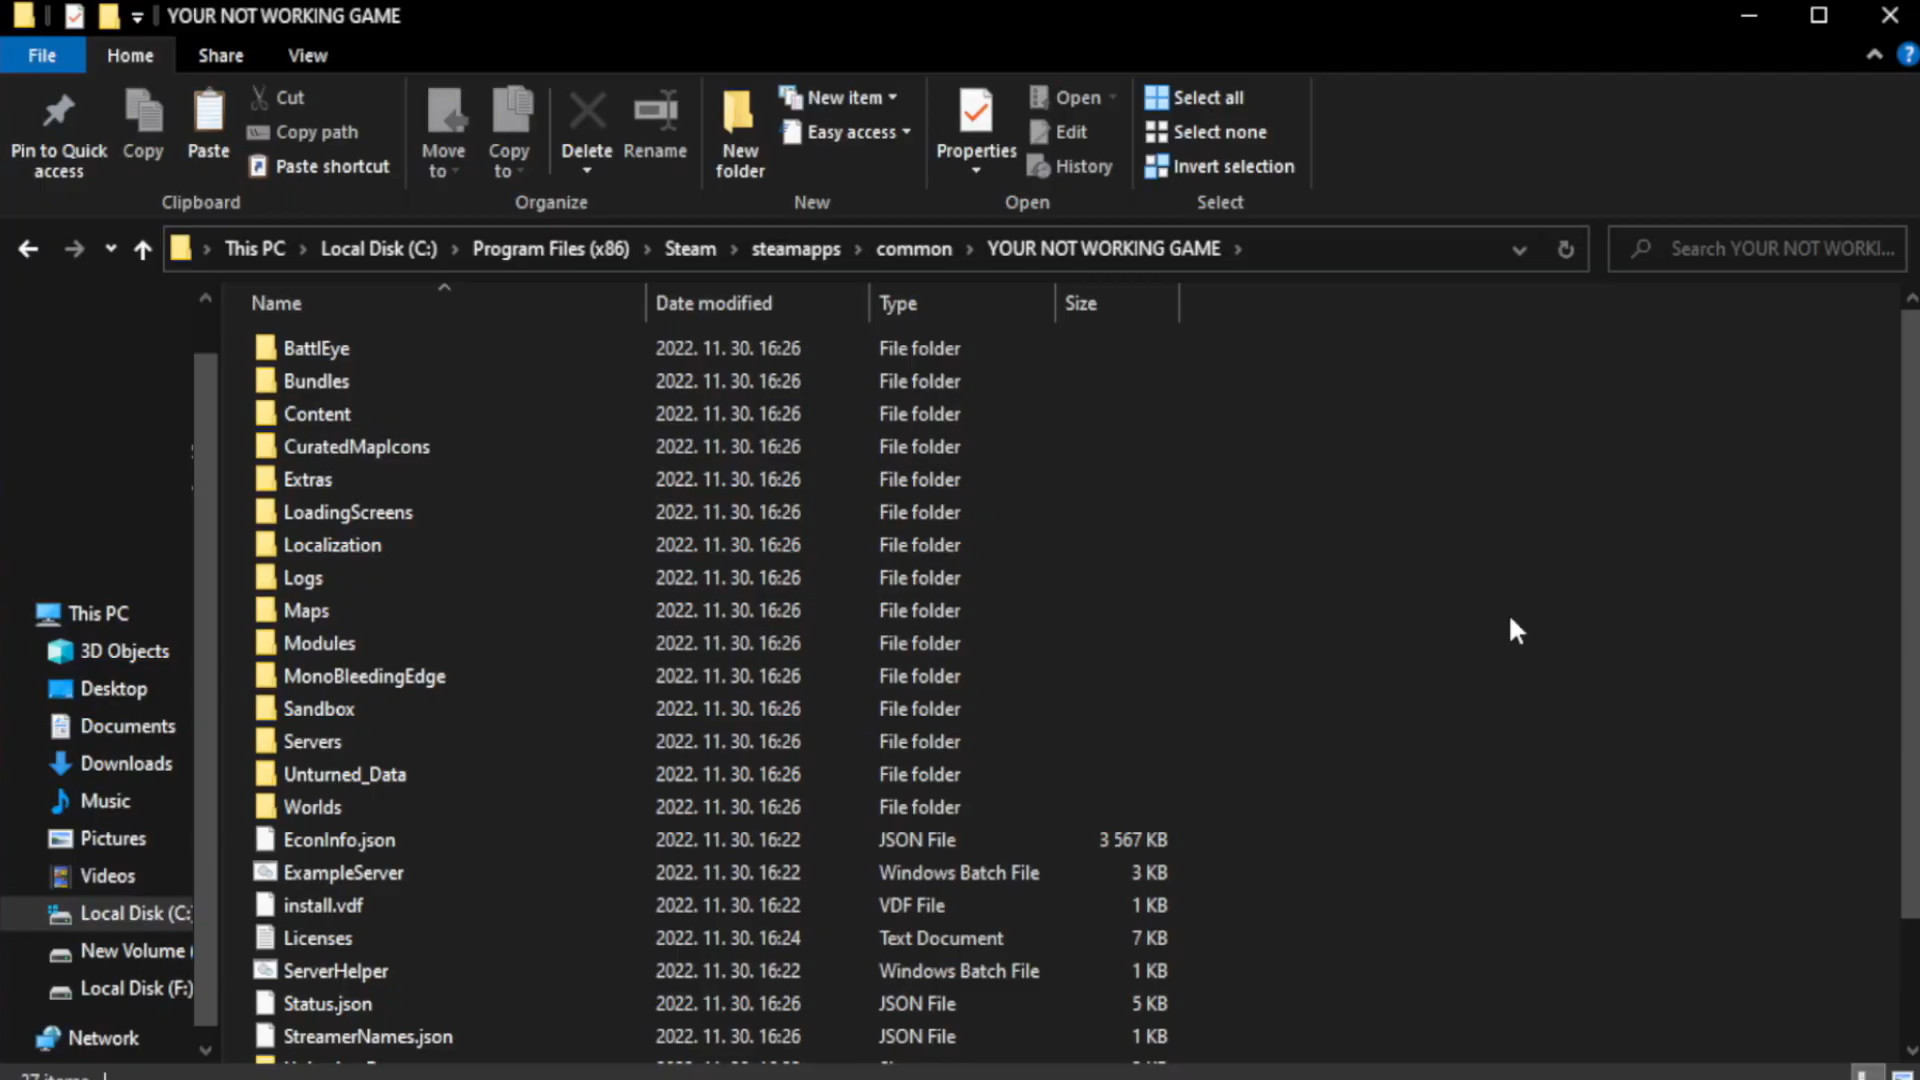 YOUR NOT WORKING GAME
File Home Share View
Pin to Quick access
Copy
Paste
Cut
Copy path
Paste shortcut
Clipboard
Move to
Copy to
Delete
Rename
Organize
New folder
New item
Easy access
New
Properties
Open
Edit
History
Open
Select all
Select none
Invert selection
Select
This PC Local Disk (C:) Program Files (x86) Steam steamapps common YOUR NOT WORKING GAME
Search YOUR NOT WORKI...
Name Date modified Type Size
BattlEye 2022. 11. 30. 16:26 File folder
Bundles 2022. 11. 30. 16:26 File folder
Content 2022. 11. 30. 16:26 File folder
CuratedMapIcons 2022. 11. 30. 16:26 File folder
Extras 2022. 11. 30. 16:26 File folder
LoadingScreens 2022. 11. 30. 16:26 File folder
Localization 2022. 11. 30. 16:26 File folder
Logs 2022. 11. 30. 16:26 File folder
Maps 2022. 11. 30. 16:26 File folder
Modules 2022. 11. 30. 16:26 File folder
MonoBleedingEdge 2022. 11. 30. 16:26 File folder
Sandbox 2022. 11. 30. 16:26 File folder
Servers 2022. 11. 30. 16:26 File folder
Unturned_Data 2022. 11. 30. 16:26 File folder
Worlds 2022. 11. 30. 16:26 File folder
EconInfo.json 2022. 11. 30. 16:22 JSON File 3 567 KB
ExampleServer 2022. 11. 30. 16:22 Windows Batch File 3 KB
install.vdf 2022. 11. 30. 16:22 VDF File 1 KB
Licenses 2022. 11. 30. 16:24 Text Document 7 KB
ServerHelper 2022. 11. 30. 16:22 Windows Batch File 1 KB
Status.json 2022. 11. 30. 16:26 JSON File 5 KB
StreamerNames.json 2022. 11. 30. 16:26 JSON File 1 KB
This PC
3D Objects
Desktop
Documents
Downloads
Music
Pictures
Videos
Local Disk (C:
New Volume (
Local Disk (F:)
Network